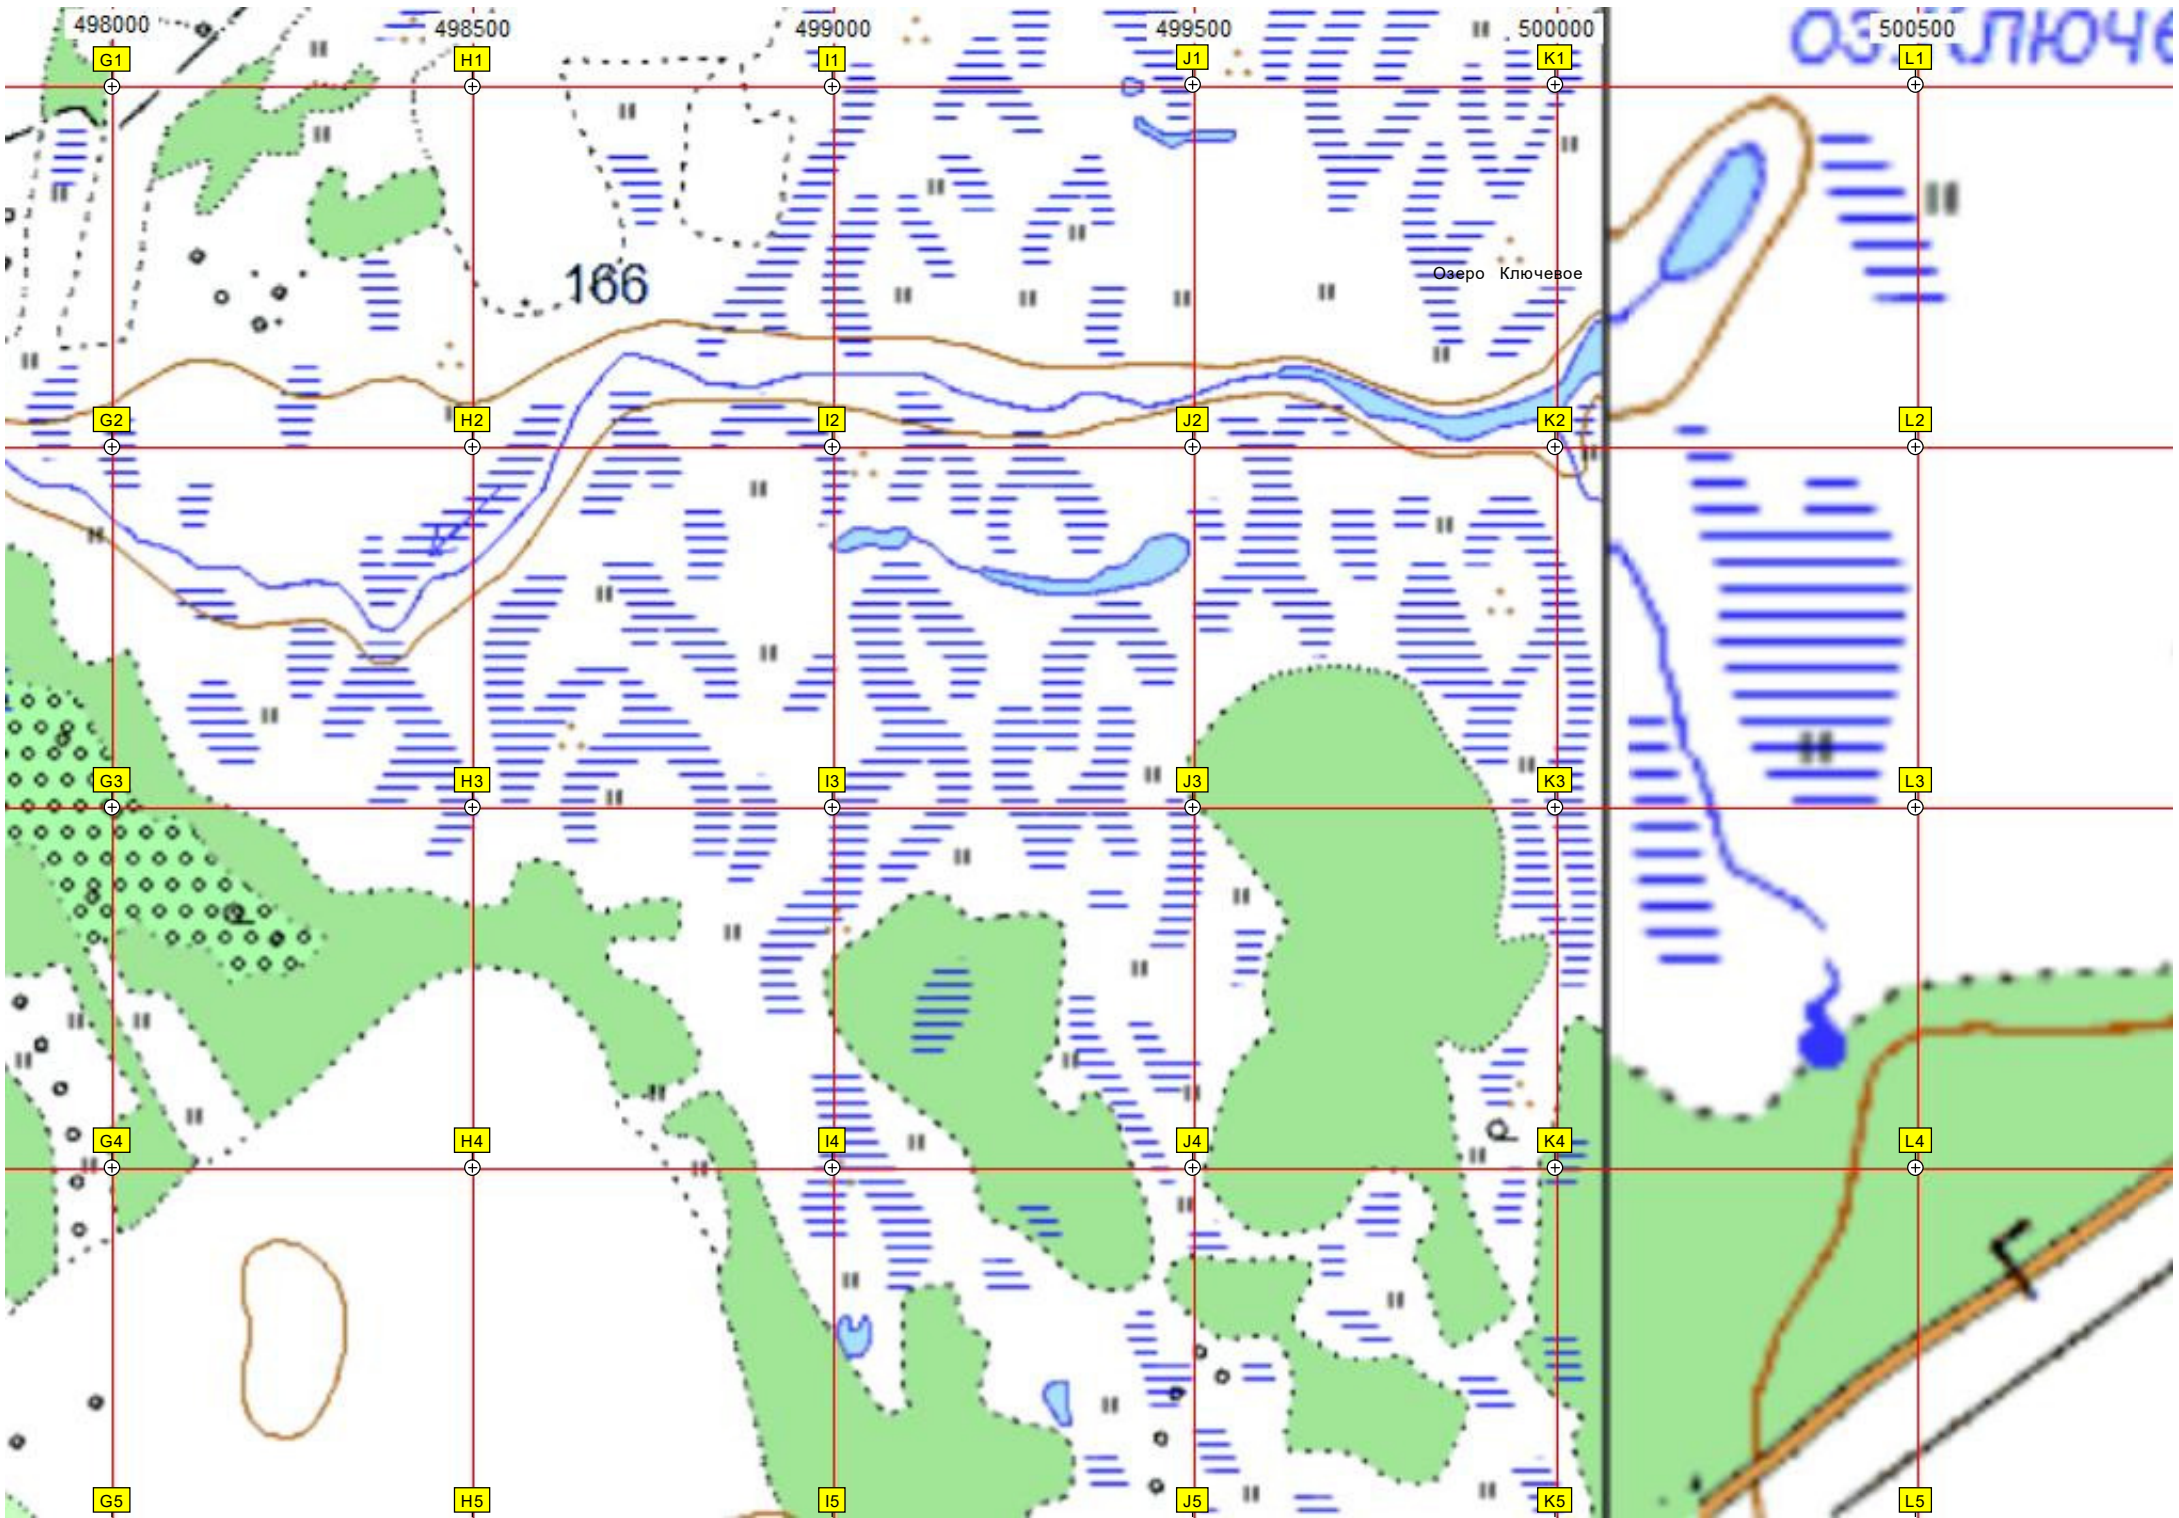 498000 498500 499000 499500 500000 500500
оз. Ключе
G1 H1 I1 J1 K1 L1
166
Озеро Ключевое
G2 H2 I2 J2 K2 L2
G3 H3 I3 J3 K3 L3
G4 H4 I4 J4 K4 L4
G5 H5 I5 J5 K5 L5